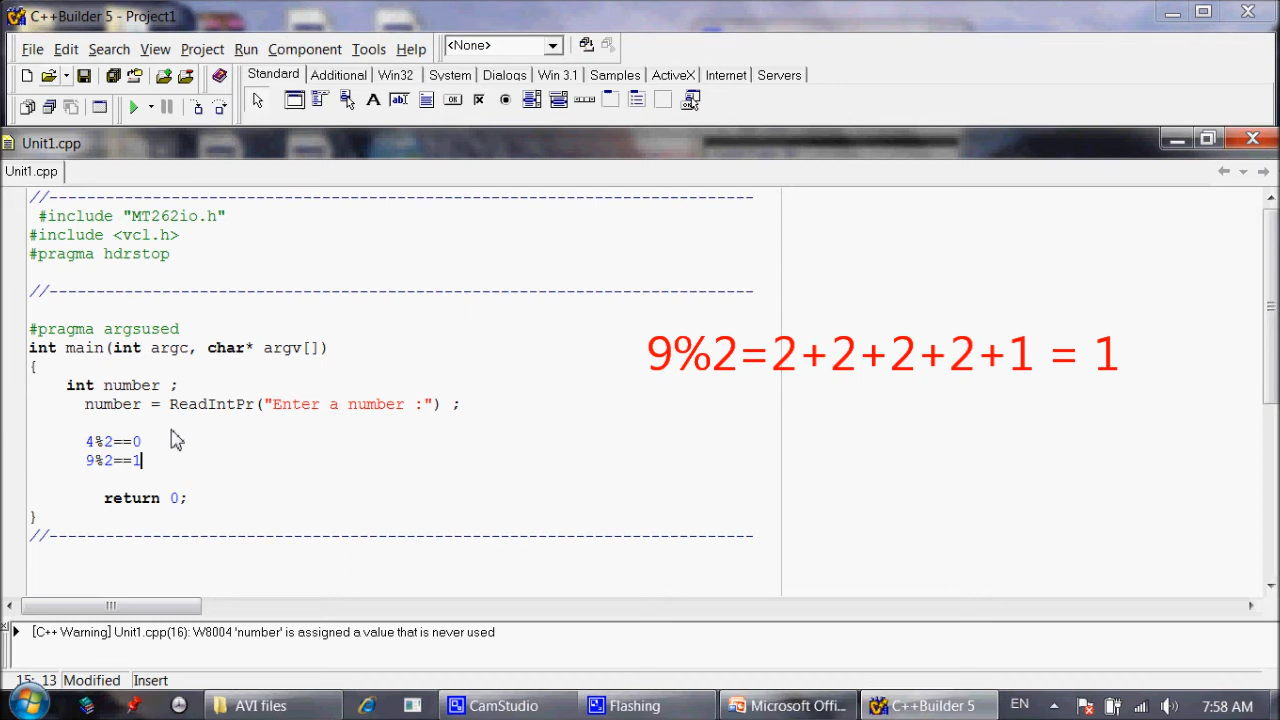 C++Builder 5 - Project1
File Edit Search View Project Run Component Tools Help
<None>
Standard Additional Win32 System Dialogs Win 3.1 Samples ActiveX Internet Servers
Unit1.cpp
Unit1.cpp
//---------------------------------------------------------------------------
#include "MT262io.h"
#include <vcl.h>
#pragma hdrstop
//---------------------------------------------------------------------------
#pragma argsused
int main(int argc, char* argv[])
{
int number ;
number = ReadIntPr("Enter a number :") ;
4%2==0
9%2==1
return 0;
}
//---------------------------------------------------------------------------
9%2=2+2+2+2+1 = 1
[C++ Warning] Unit1.cpp(16): W8004 'number' is assigned a value that is never used
15: 13 Modified Insert
AVI files CamStudio Flashing Microsoft Offi... C++Builder 5 EN 7:58 AM